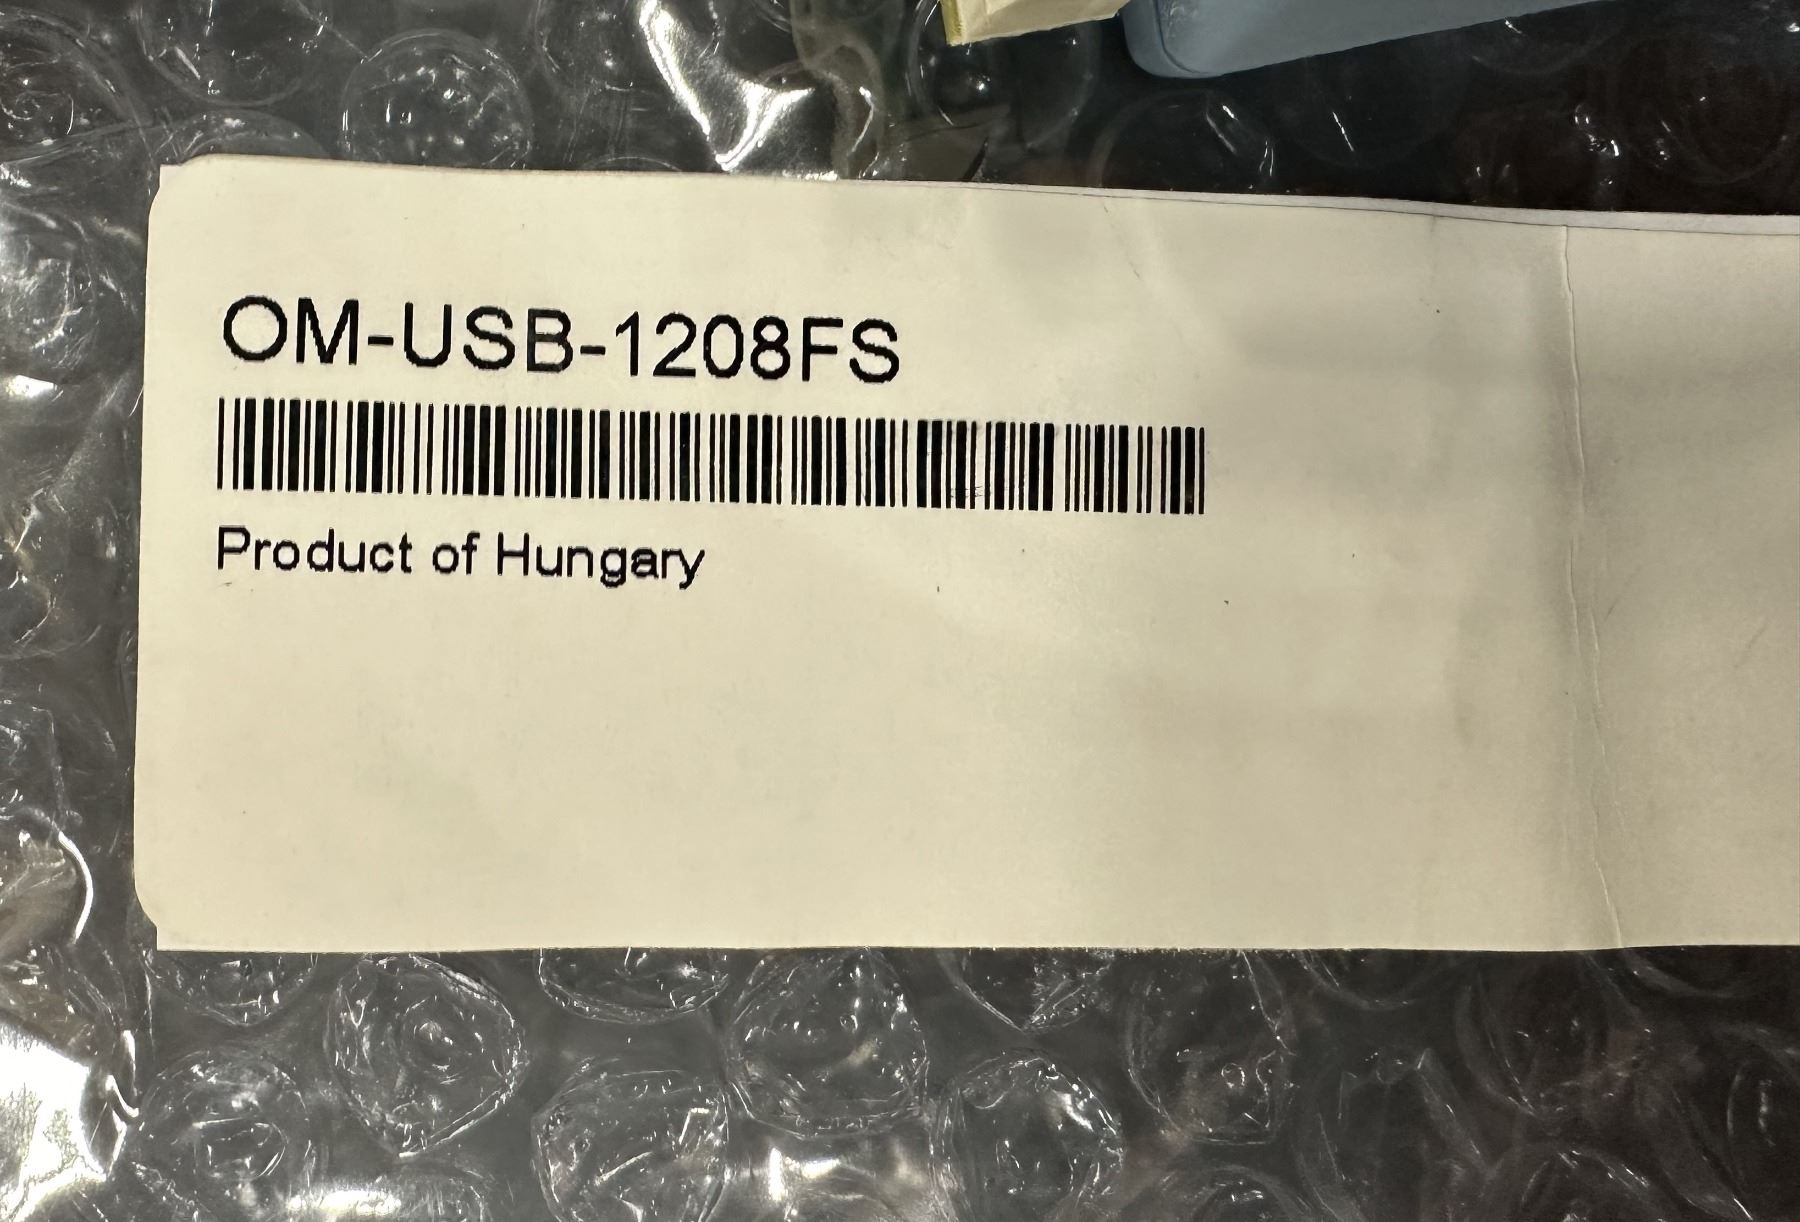 OM-USB-1208FS
Product of Hungary